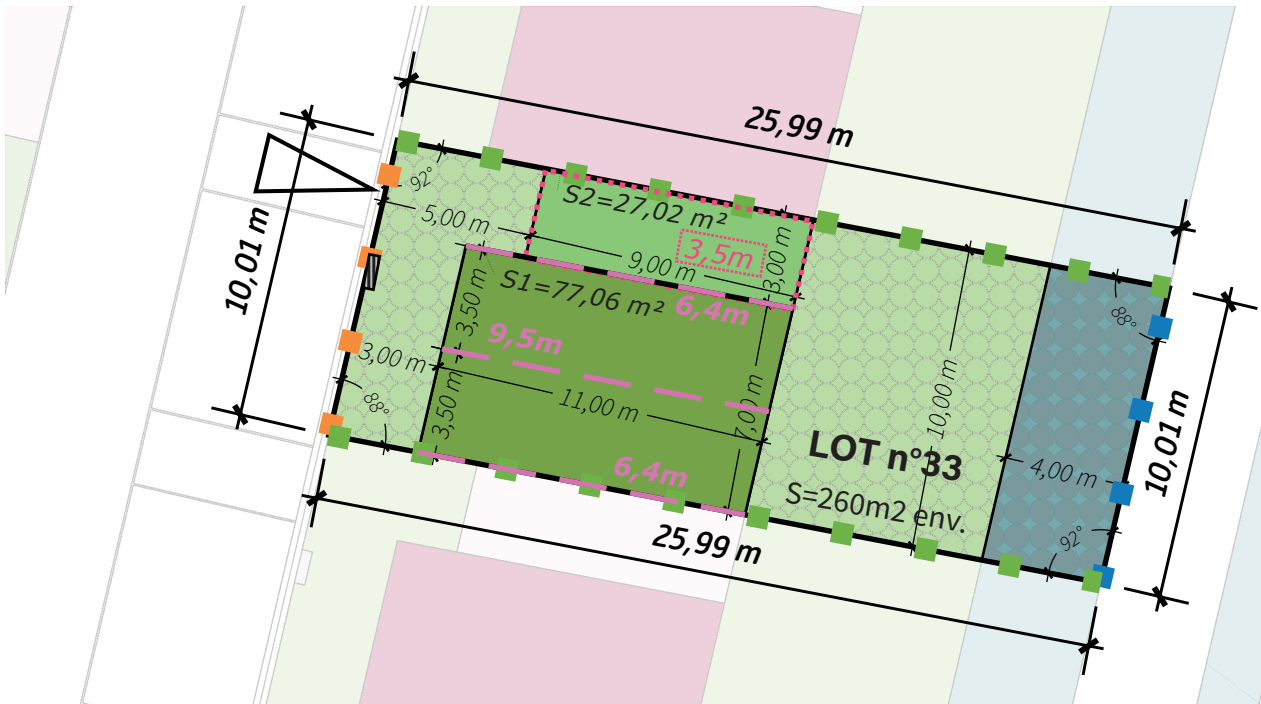 25,99 m
92°
S2=27,02 m²
5,00 m
3,5m
3,00 m
9,00 m
10,01 m
S1=77,06 m²
6,4m
3,50 m
88°
9,5m
3,00 m
11,00 m
7,00 m
10,00 m
3,50 m
88°
LOT n°33
S=260m2 env.
4,00 m
10,01 m
6,4m
92°
25,99 m